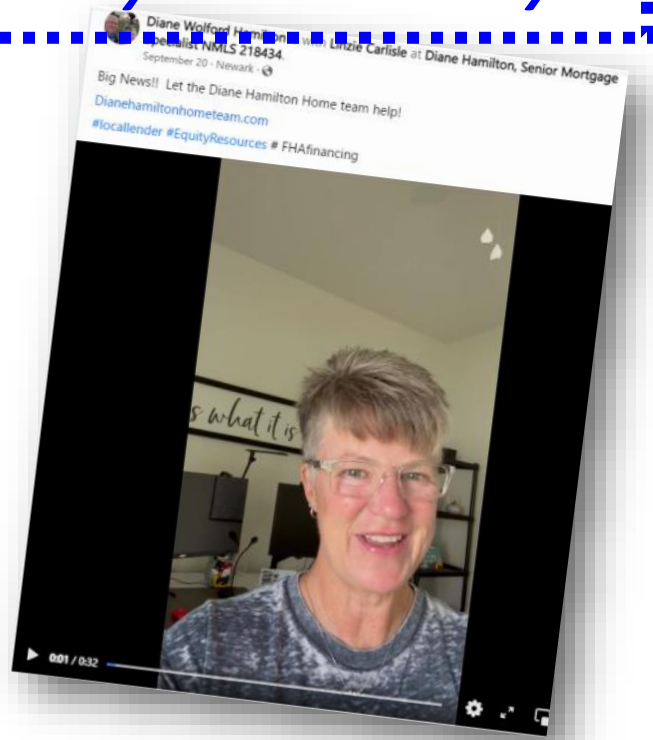 Diane Wolford Hamilton with Linzie Carlisle at Diane Hamilton, Senior Mortgage
Specialist NMLS 218434.
September 20 · Newark ·
Big News!! Let the Diane Hamilton Home team help!
Dianehamiltonhometeam.com
#locallender #EquityResources # FHAfinancing
s what it is
0:01 / 0:32